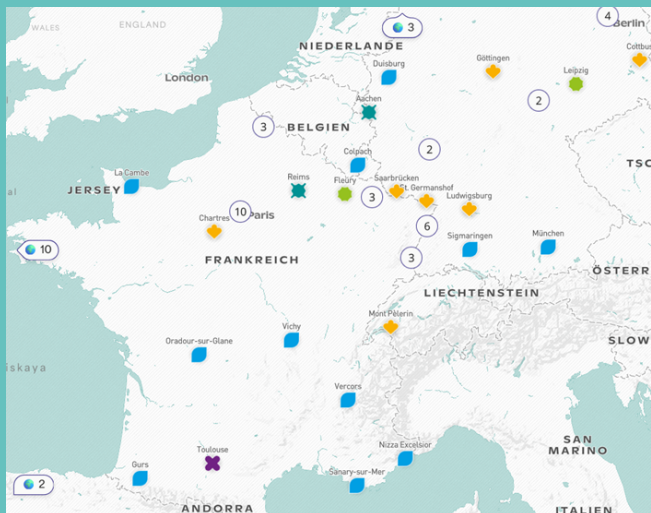 WALES
ENGLAND
4
Berlin
3
NIEDERLANDE
Cottbus
Göttingen
Duisburg
Leipzig
London
2
Aachen
3
BELGIEN
2
Colpach
TSC
La Cambe
Reims
Fleury
Saarbrücken
al
JERSEY
3
St. Germanshof
Ludwigsburg
Chartres
10
Paris
6
Sigmaringen
München
10
FRANKREICH
3
ÖSTERR
LIECHTENSTEIN
Mont Pèlerin
Vichy
Oradour-sur-Glane
SLOW
iskaya
Vercors
Toulouse
Nizza Excelsior
SAN
MARINO
Gurs
Sanary-sur-Mer
2
ANDORRA
ITALIEN